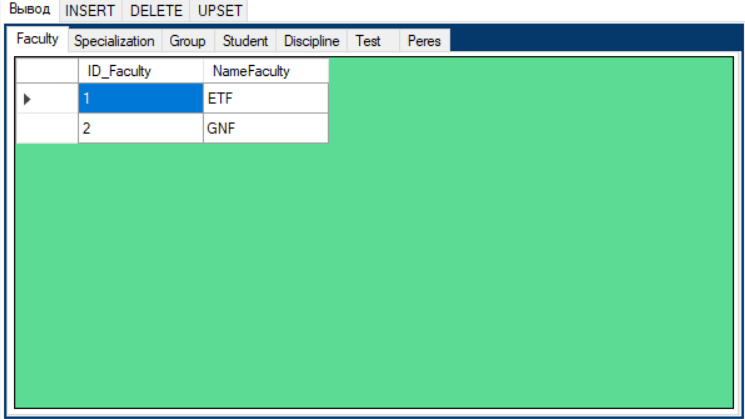 Вывод INSERT DELETE UPSET
Faculty Specialization Group Student Discipline Test Peres
ID_Faculty NameFaculty
1 ETF
2 GNF